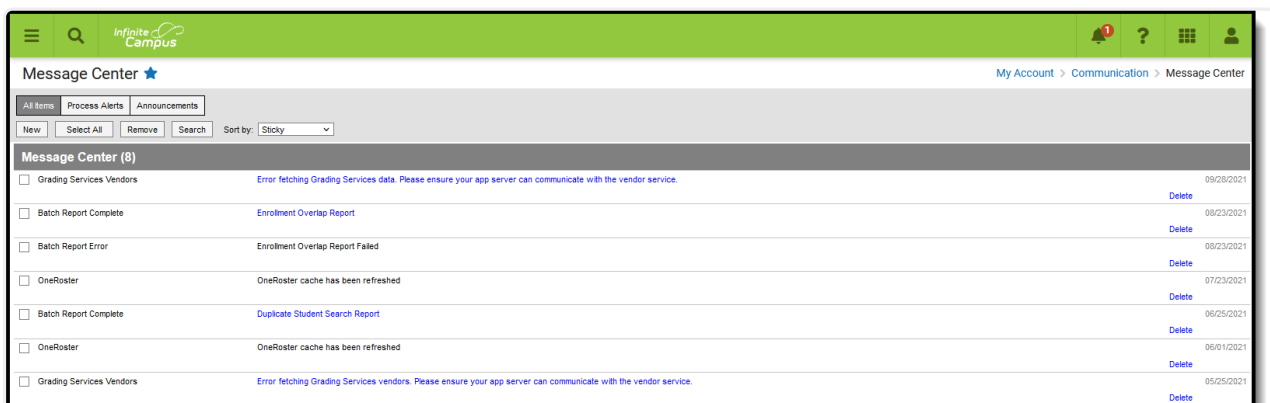 Infinite Campus
1
?
Message Center
My Account > Communication > Message Center
All Items Process Alerts Announcements
New Select All Remove Search Sort by: Sticky
Message Center (8)
Grading Services Vendors Error fetching Grading Services data. Please ensure your app server can communicate with the vendor service. 09/28/2021
Delete
Batch Report Complete Enrollment Overlap Report 08/23/2021
Delete
Batch Report Error Enrollment Overlap Report Failed 08/23/2021
Delete
OneRoster OneRoster cache has been refreshed 07/23/2021
Delete
Batch Report Complete Duplicate Student Search Report 06/25/2021
Delete
OneRoster OneRoster cache has been refreshed 06/01/2021
Delete
Grading Services Vendors Error fetching Grading Services vendors. Please ensure your app server can communicate with the vendor service. 05/25/2021
Delete